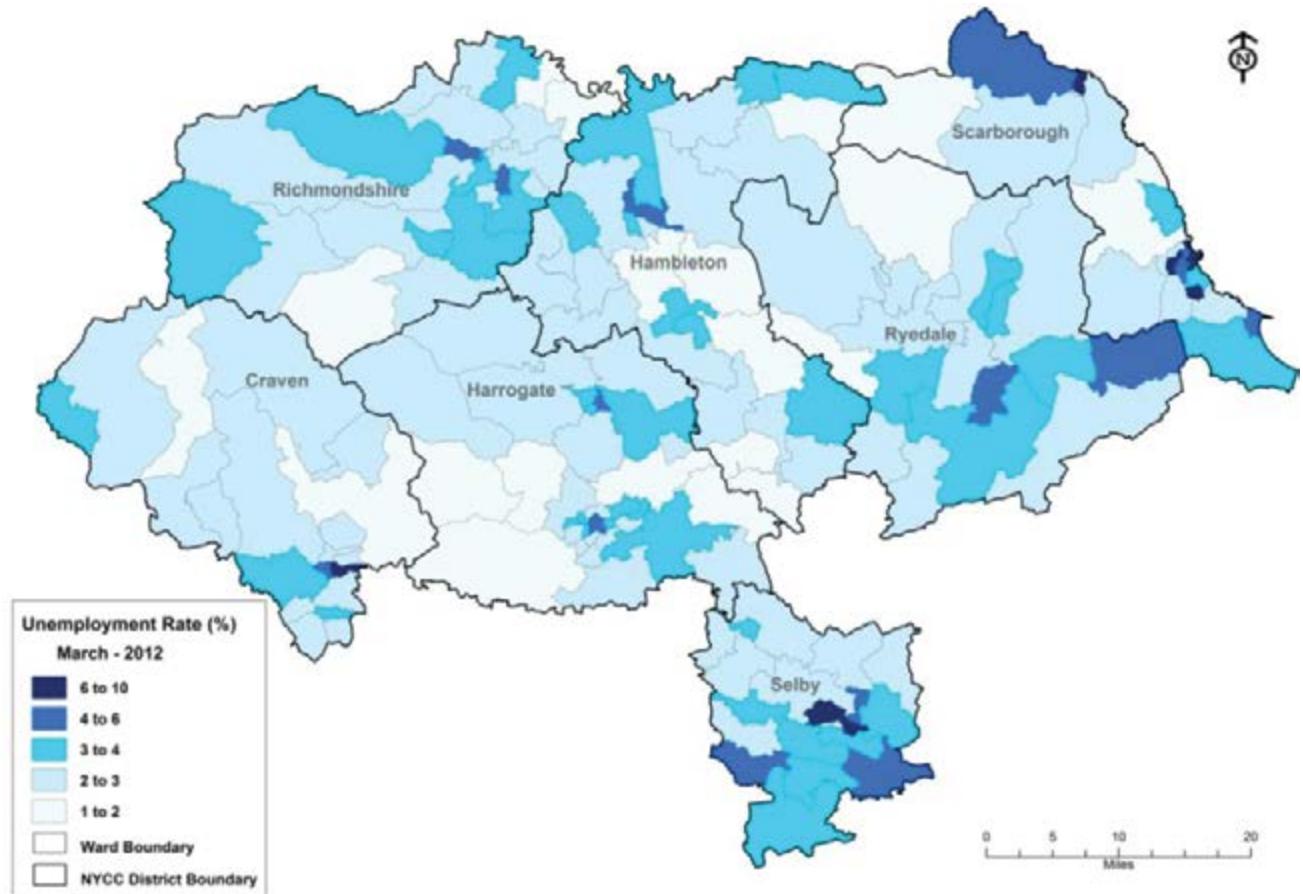 N
Scarborough
Richmondshire
Hambleton
Ryedale
Craven
Harrogate
Selby
Unemployment Rate (%)
March - 2012
6 to 10
4 to 6
3 to 4
2 to 3
1 to 2
Ward Boundary
NYCC District Boundary
0 5 10 20
Miles